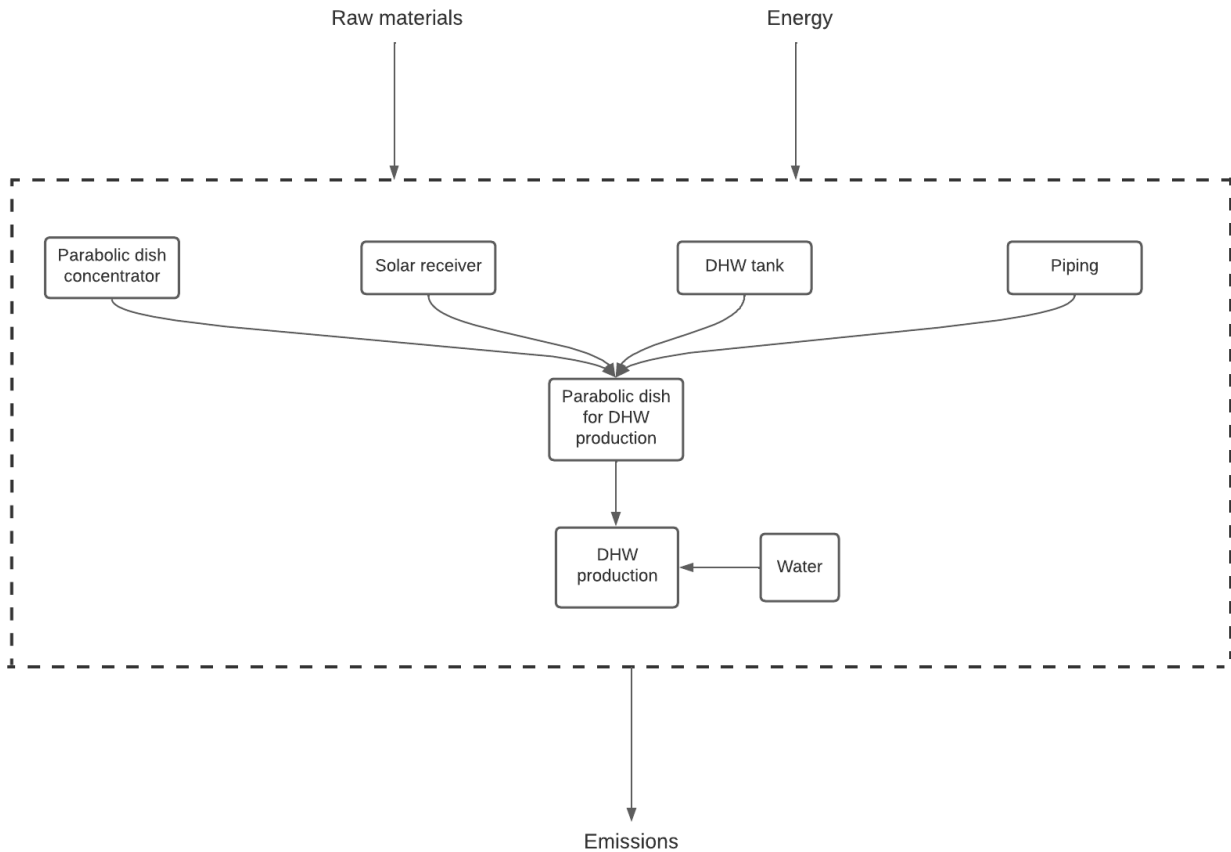 Raw materials
Energy
Parabolic dish
concentrator
Solar receiver
DHW tank
Piping
Parabolic dish
for DHW
production
DHW
production
Water
Emissions